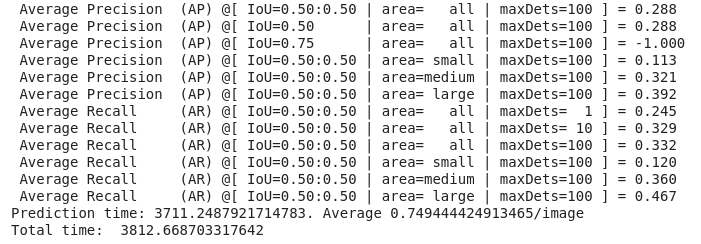 Average Precision  (AP) @[ IoU=0.50:0.50 | area=   all | maxDets=100 ] = 0.288
Average Precision  (AP) @[ IoU=0.50      | area=   all | maxDets=100 ] = 0.288
Average Precision  (AP) @[ IoU=0.75      | area=   all | maxDets=100 ] = -1.000
Average Precision  (AP) @[ IoU=0.50:0.50 | area= small | maxDets=100 ] = 0.113
Average Precision  (AP) @[ IoU=0.50:0.50 | area=medium | maxDets=100 ] = 0.321
Average Precision  (AP) @[ IoU=0.50:0.50 | area= large | maxDets=100 ] = 0.392
Average Recall     (AR) @[ IoU=0.50:0.50 | area=   all | maxDets=  1 ] = 0.245
Average Recall     (AR) @[ IoU=0.50:0.50 | area=   all | maxDets= 10 ] = 0.329
Average Recall     (AR) @[ IoU=0.50:0.50 | area=   all | maxDets=100 ] = 0.332
Average Recall     (AR) @[ IoU=0.50:0.50 | area= small | maxDets=100 ] = 0.120
Average Recall     (AR) @[ IoU=0.50:0.50 | area=medium | maxDets=100 ] = 0.360
Average Recall     (AR) @[ IoU=0.50:0.50 | area= large | maxDets=100 ] = 0.467
Prediction time: 3711.2487921714783. Average 0.749444424913465/image
Total time:  3812.668703317642